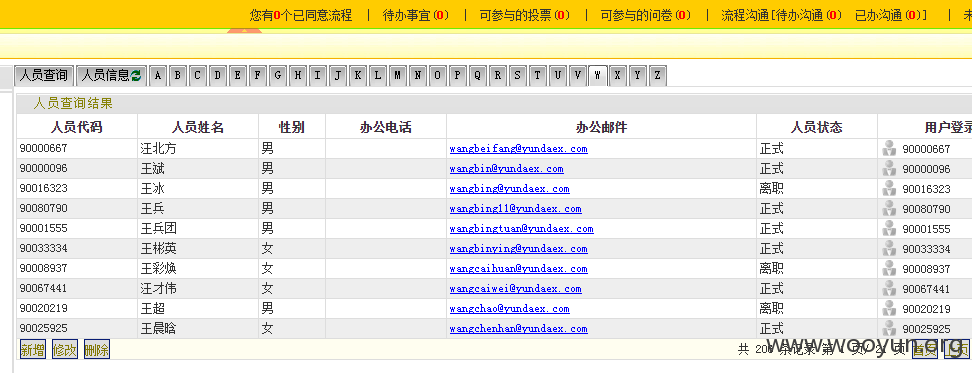 您有0个已同意流程 | 待办事宜(0) | 可参与的投票(0) | 可参与的问卷(0) | 流程沟通[待办沟通(0) 已办沟通(0)] |
人员查询 人员信息 A B C D E F G H I J K L M N O P Q R S T U V W X Y Z
人员查询结果
人员代码 人员姓名 性别 办公电话 办公邮件 人员状态 用户登录
90000667 汪北方 男 wangbeifang@yundaex.com 正式 90000667
90000096 王斌 男 wangbin@yundaex.com 正式 90000096
90016323 王冰 男 wangbing@yundaex.com 离职 90016323
90080790 王兵 男 wangbing11@yundaex.com 正式 90080790
90001555 王兵团 男 wangbingtuan@yundaex.com 正式 90001555
90033334 王彬英 女 wangbinying@yundaex.com 正式 90033334
90008937 王彩焕 女 wangcaihuan@yundaex.com 离职 90008937
90067441 汪才伟 女 wangcaiwei@yundaex.com 正式 90067441
90020219 王超 男 wangchao@yundaex.com 离职 90020219
90025925 王晨晗 女 wangchenhan@yundaex.com 正式 90025925
新增 修改 删除 共 条记录 第 页 页 首页
www.wooyun.org